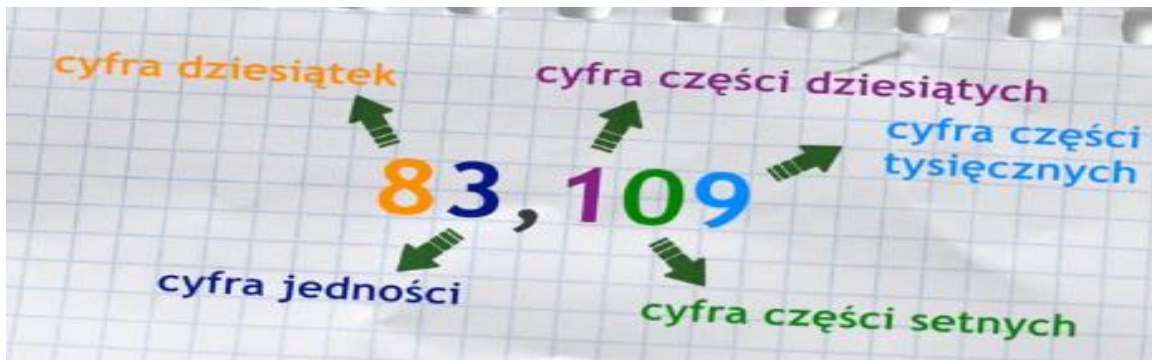 cyfra dziesiątek
cyfra części dziesiątych
cyfra części
tysięcznych
83,109
cyfra jedności
cyfra części setnych